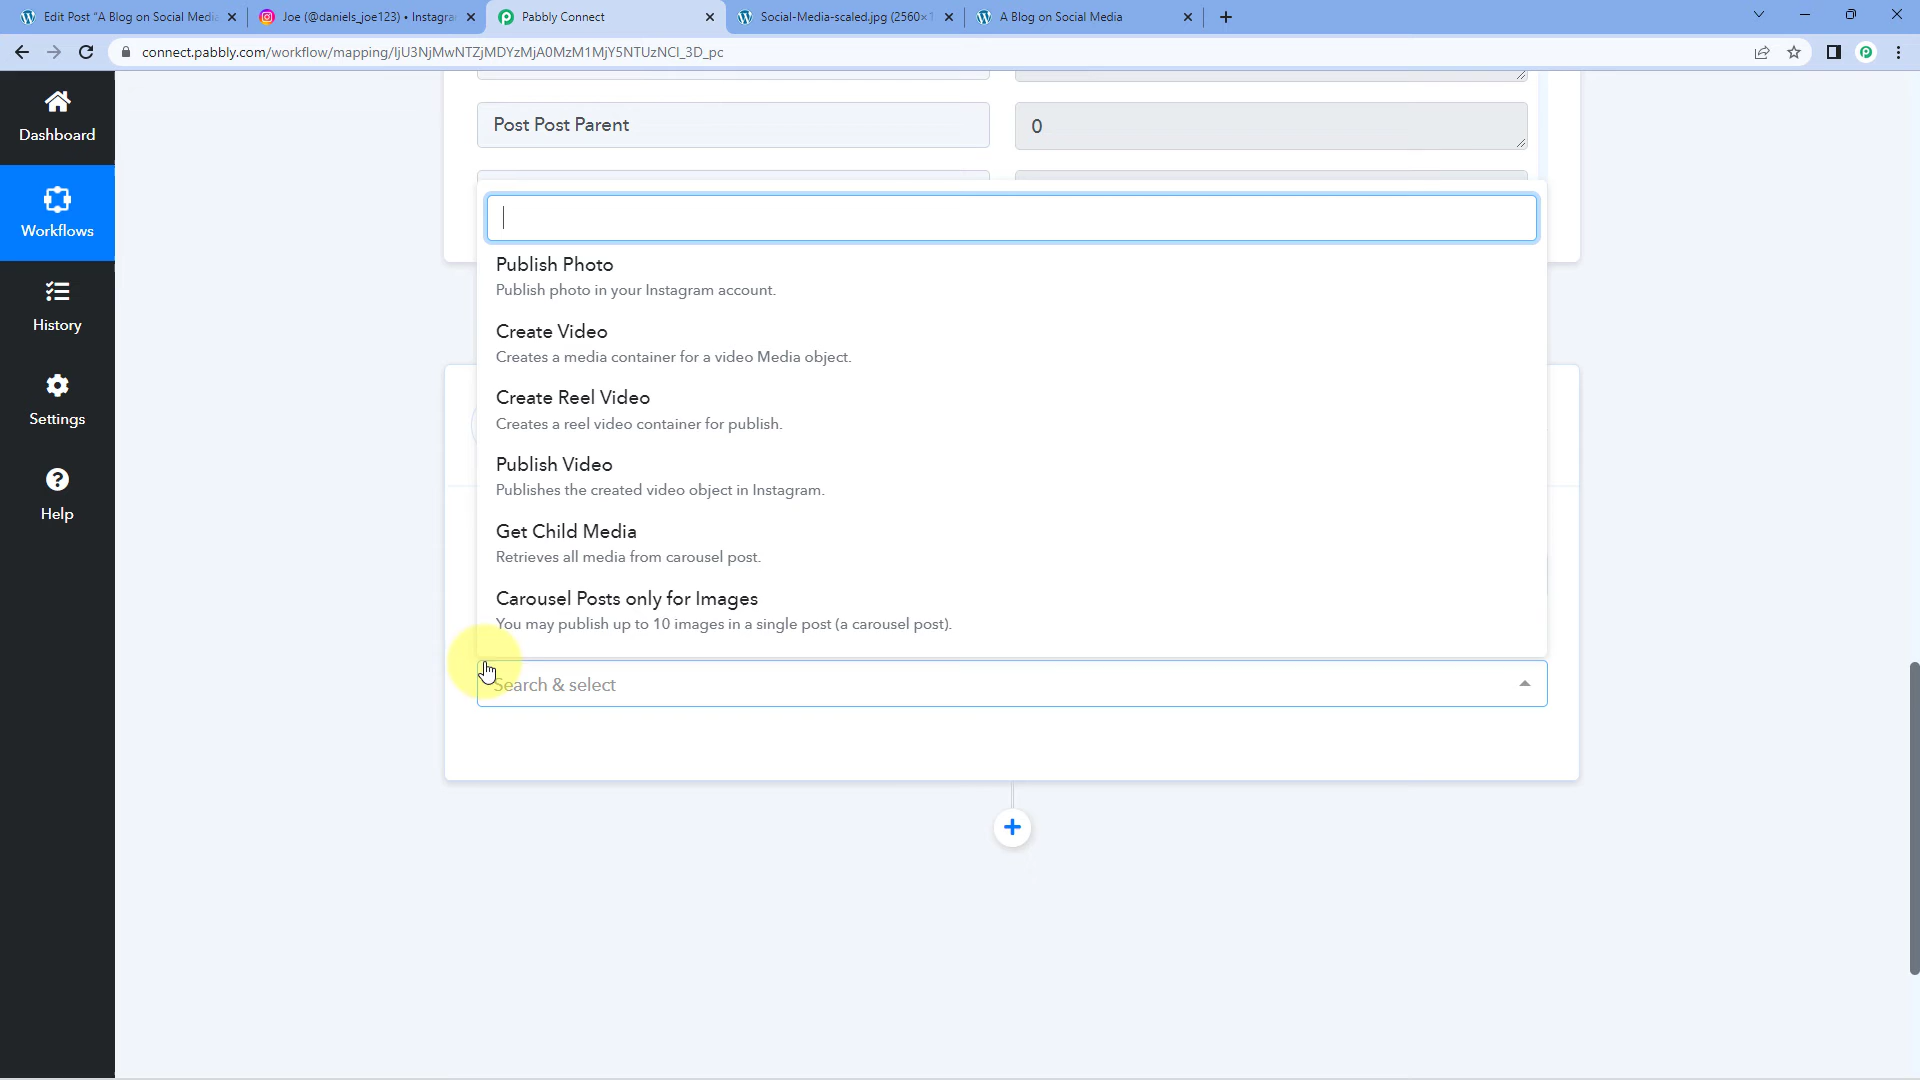 Edit Post "A Blog on Social Media
Joe (@daniels_joe123) • Instagra
Pabbly Connect
Social-Media-scaled.jpg (2560×1
A Blog on Social Media
connect.pabbly.com/workflow/mapping/IjU3NjMwNTZjMDYzMjA0MzM1MjY5NTUzNCI_3D_pc
Dashboard
Workflows
History
Settings
Help
Post Post Parent
0
Publish Photo
Publish photo in your Instagram account.
Create Video
Creates a media container for a video Media object.
Create Reel Video
Creates a reel video container for publish.
Publish Video
Publishes the created video object in Instagram.
Get Child Media
Retrieves all media from carousel post.
Carousel Posts only for Images
You may publish up to 10 images in a single post (a carousel post).
Search & select